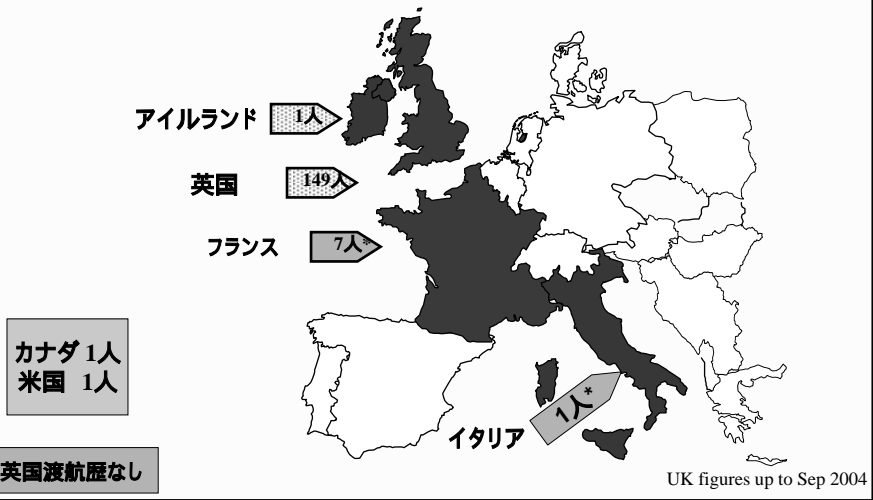 アイルランド 1人
英国 149人
フランス 7人*
カナダ 1人
米国 1人
イタリア 1人*
英国渡航歴なし
UK figures up to Sep 2004